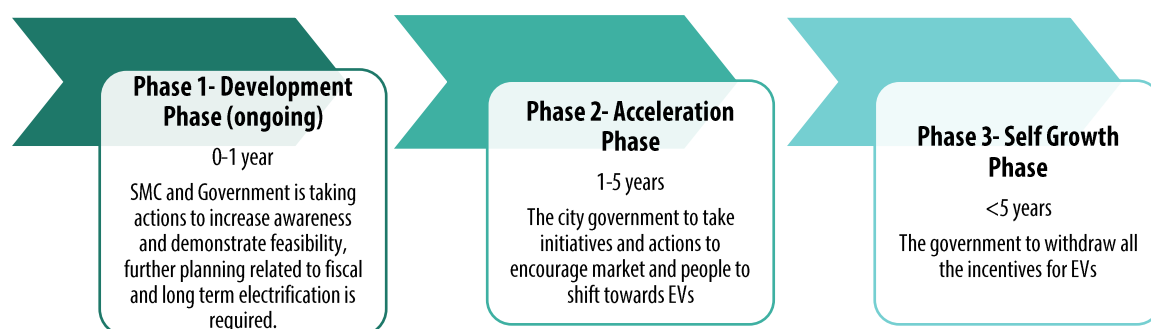 Phase 1- Development
Phase (ongoing)
0-1 year
SMC and Government is taking
actions to increase awareness
and demonstrate feasibility,
further planning related to fiscal
and long term electrification is
required.
Phase 2- Acceleration
Phase
1-5 years
The city government to take
initiatives and actions to
encourage market and people to
shift towards EVs
Phase 3- Self Growth
Phase
<5 years
The government to withdraw all
the incentives for EVs